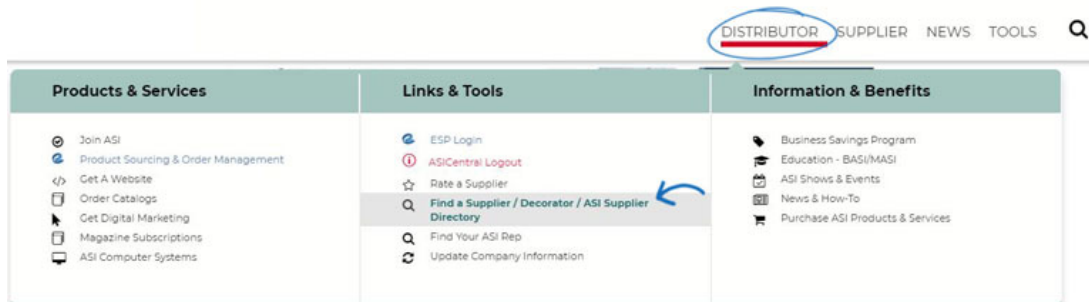 DISTRIBUTOR SUPPLIER NEWS TOOLS
Products & Services
Join ASI
Product Sourcing & Order Management
Get A Website
Order Catalogs
Get Digital Marketing
Magazine Subscriptions
ASI Computer Systems
Links & Tools
ESP Login
ASICentral Logout
Rate a Supplier
Find a Supplier / Decorator / ASI Supplier
Directory
Find Your ASI Rep
Update Company Information
Information & Benefits
Business Savings Program
Education - BASI/MASI
ASI Shows & Events
News & How-To
Purchase ASI Products & Services